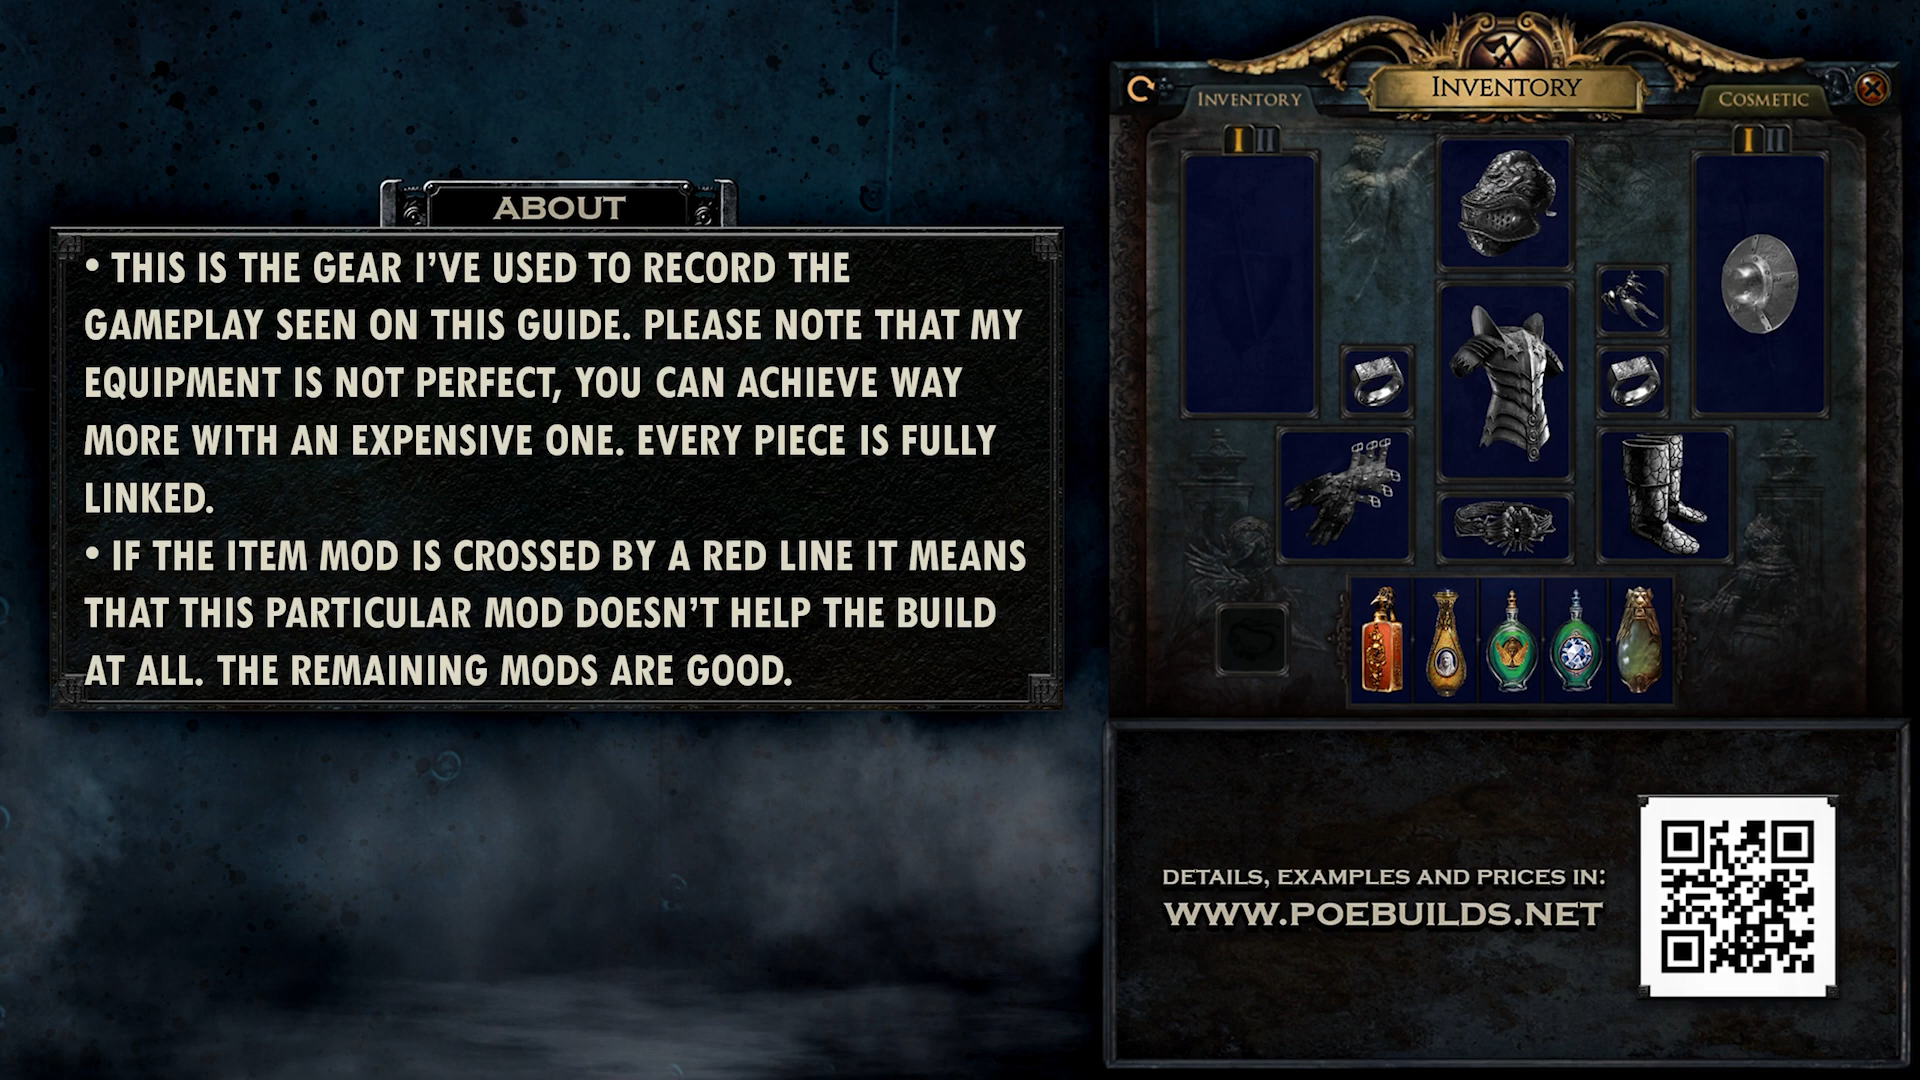 ABOUT
• THIS IS THE GEAR I'VE USED TO RECORD THE
GAMEPLAY SEEN ON THIS GUIDE. PLEASE NOTE THAT MY
EQUIPMENT IS NOT PERFECT, YOU CAN ACHIEVE WAY
MORE WITH AN EXPENSIVE ONE. EVERY PIECE IS FULLY
LINKED.
• IF THE ITEM MOD IS CROSSED BY A RED LINE IT MEANS
THAT THIS PARTICULAR MOD DOESN'T HELP THE BUILD
AT ALL. THE REMAINING MODS ARE GOOD.
INVENTORY
INVENTORY
COSMETIC
I II
I II
DETAILS, EXAMPLES AND PRICES IN:
WWW.POEBUILDS.NET